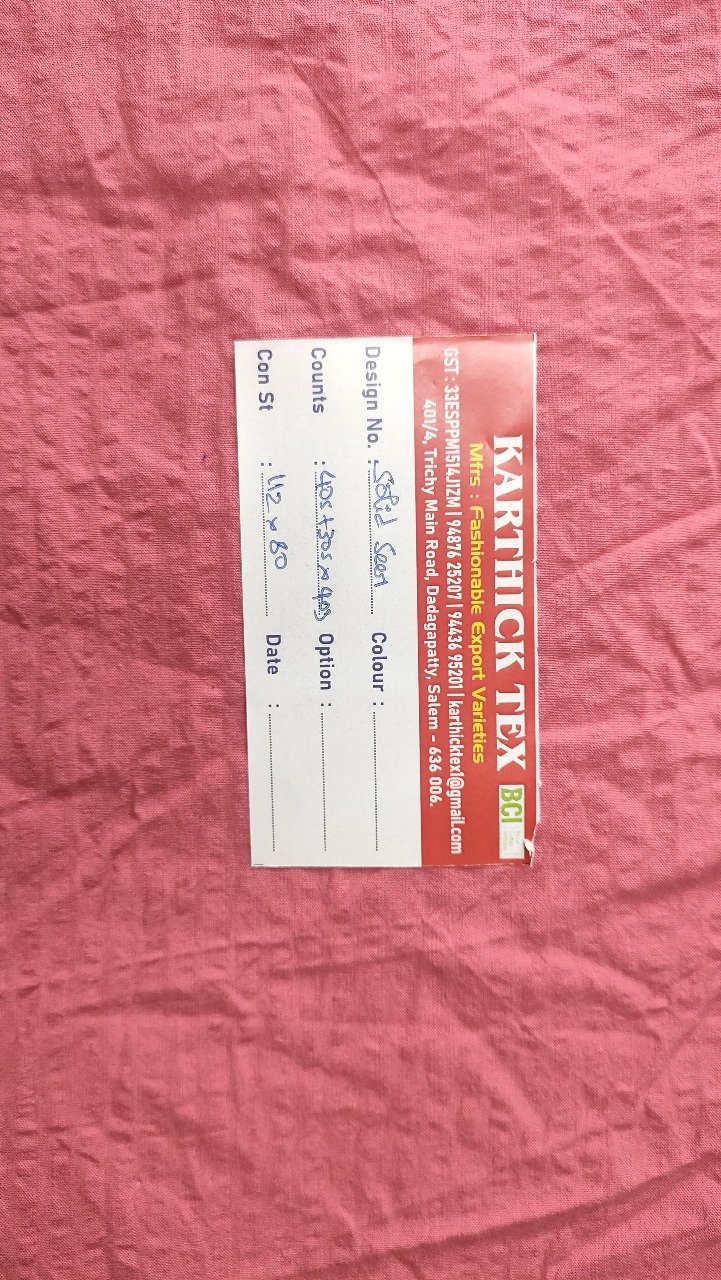 KARTHICK TEX BCI
Mfrs : Fashionable Export Varieties
GST : 33ESPPM1514J1ZM | 94876 25207 | 94436 95201 | karthicktex1@gmail.com
401/4, Trichy Main Road, Dadagapatty, Salem - 636 006.
Design No. : Solid Seer Colour :
Counts : 40s+30s x 40s Option :
Con St : 112 x 80 Date :